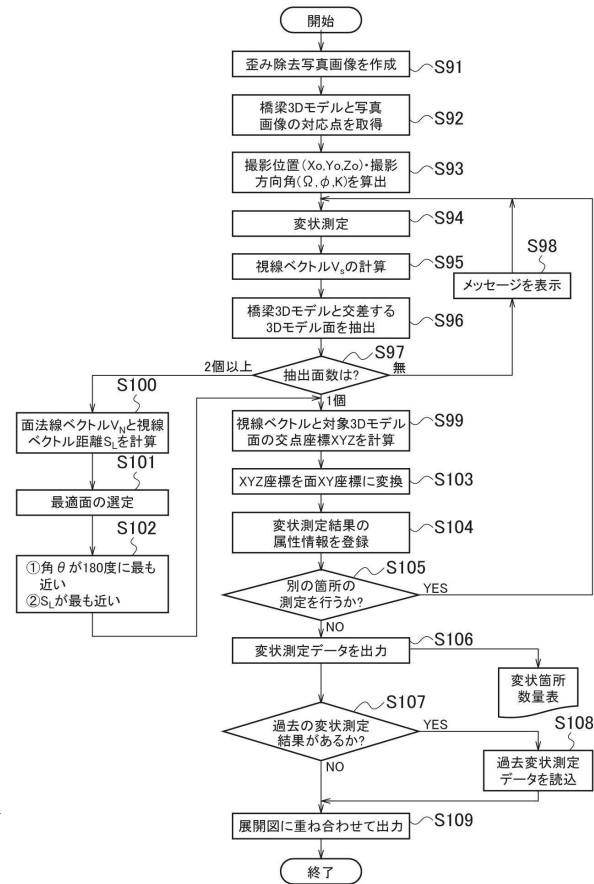 開始
歪み除去写真画像を作成
S91
橋梁3Dモデルと写真
画像の対応点を取得
S92
撮影位置(Xo,Yo,Zo)・撮影
方向角(Ω,φ,K)を算出
S93
変状測定
S94
視線ベクトルVsの計算
S95
橋梁3Dモデルと交差する
3Dモデル面を抽出
S96
S98
メッセージを表示
S97
抽出面数は?
2個以上
無
1個
S100
面法線ベクトルVNと視線
ベクトル距離SLを計算
S101
最適面の選定
S102
①角θが180度に最も
近い
②SLが最も近い
視線ベクトルと対象3Dモデル
面の交点座標XYZを計算
S99
XYZ座標を面XY座標に変換
S103
変状測定結果の
属性情報を登録
S104
S105
別の箇所の
測定を行うか?
YES
NO
変状測定データを出力
S106
変状箇所
数量表
S107
過去の変状測定
結果があるか?
YES
NO
S108
過去変状測定
データを読込
展開図に重ね合わせて出力
S109
終了